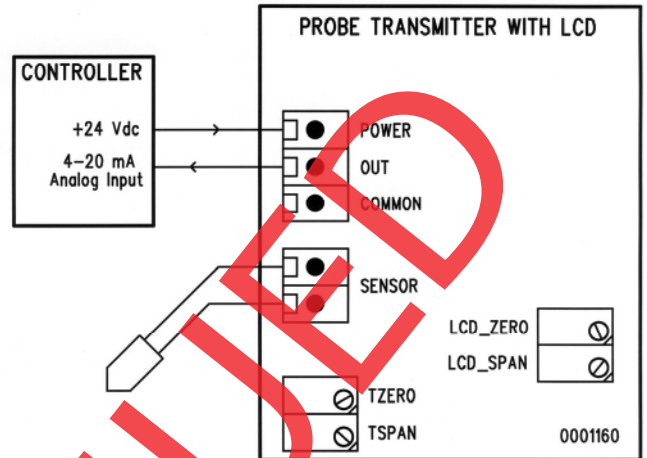 PROBE TRANSMITTER WITH LCD
CONTROLLER
+24 Vdc
4-20 mA
Analog Input
POWER
OUT
COMMON
SENSOR
LCD_ZERO
LCD_SPAN
TZERO
TSPAN
0001160